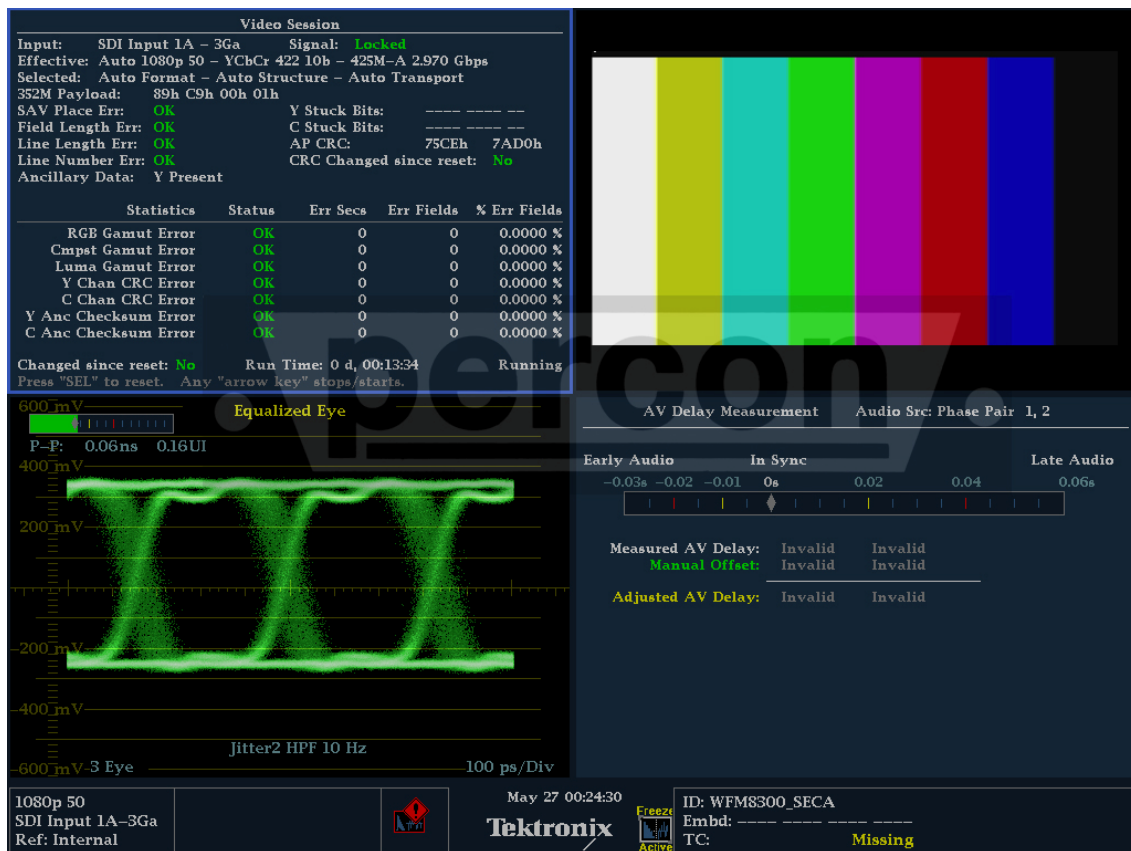 Video Session
Input: SDI Input 1A – 3Ga Signal: Locked
Effective: Auto 1080p 50 – YCbCr 422 10b – 425M-A 2.970 Gbps
Selected: Auto Format – Auto Structure – Auto Transport
352M Payload: 89h C9h 00h 01h
SAV Place Err: OK Y Stuck Bits: –––– –––– ––
Field Length Err: OK C Stuck Bits: –––– –––– ––
Line Length Err: OK AP CRC: 75CEh 7AD0h
Line Number Err: OK CRC Changed since reset: No
Ancillary Data: Y Present
Statistics Status Err Secs Err Fields % Err Fields
RGB Gamut Error OK 0 0 0.0000 %
Cmpst Gamut Error OK 0 0 0.0000 %
Luma Gamut Error OK 0 0 0.0000 %
Y Chan CRC Error OK 0 0 0.0000 %
C Chan CRC Error OK 0 0 0.0000 %
Y Anc Checksum Error OK 0 0 0.0000 %
C Anc Checksum Error OK 0 0 0.0000 %
Changed since reset: No Run Time: 0 d, 00:13:34 Running
Press "SEL" to reset. Any "arrow key" stops/starts.
percon
600 mV
Equalized Eye
P–P: 0.06ns 0.16UI
400 mV
200 mV
–200 mV
–400 mV
Jitter2 HPF 10 Hz
–600 mV 3 Eye 100 ps/Div
AV Delay Measurement Audio Src: Phase Pair 1, 2
Early Audio In Sync Late Audio
–0.03s –0.02 –0.01 0s 0.02 0.04 0.06s
Measured AV Delay: Invalid Invalid
Manual Offset: Invalid Invalid
Adjusted AV Delay: Invalid Invalid
1080p 50
SDI Input 1A–3Ga
Ref: Internal
May 27 00:24:30
Tektronix
Freeze
Active
ID: WFM8300_SECA
Embd: –––– –––– –––– ––––
TC: Missing